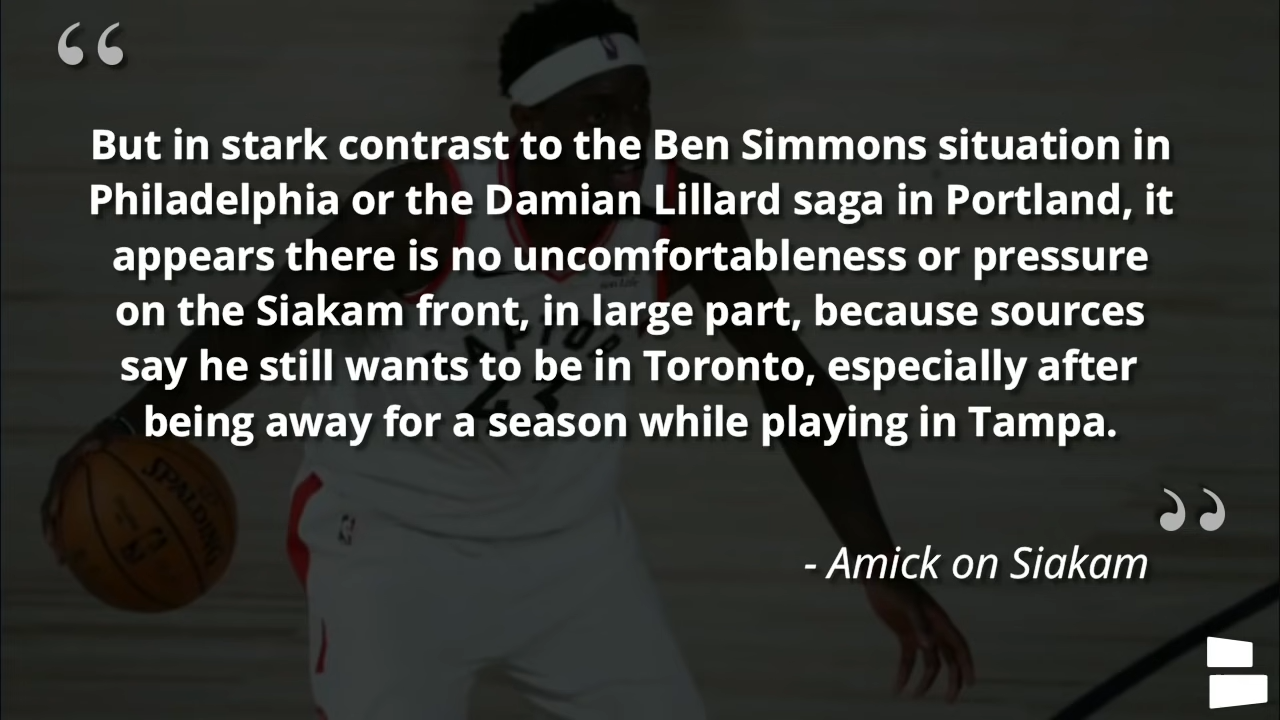 But in stark contrast to the Ben Simmons situation in
Philadelphia or the Damian Lillard saga in Portland, it
appears there is no uncomfortableness or pressure
on the Siakam front, in large part, because sources
say he still wants to be in Toronto, especially after
being away for a season while playing in Tampa.
- Amick on Siakam
SPALDING